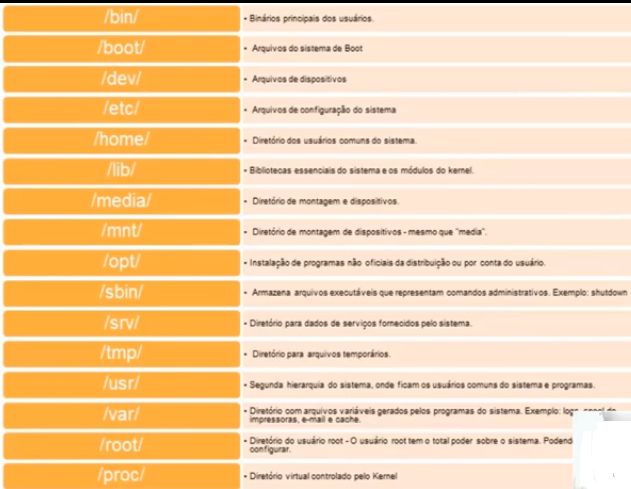 /bin/
• Binários principais dos usuários.
/boot/
• Arquivos do sistema de Boot
/dev/
• Arquivos de dispositivos
/etc/
• Arquivos de configuração do sistema
/home/
• Diretório dos usuários comuns do sistema.
/lib/
• Bibliotecas essenciais do sistema e os módulos do kernel.
/media/
• Diretório de montagem e dispositivos.
/mnt/
• Diretório de montagem de dispositivos - mesmo que "media".
/opt/
• Instalação de programas não oficiais da distribuição ou por conta do usuário.
/sbin/
• Armazena arquivos executáveis que representam comandos administrativos. Exemplo: shutdown
/srv/
• Diretório para dados de serviços fornecidos pelo sistema.
/tmp/
• Diretório para arquivos temporários.
/usr/
• Segunda hierarquia do sistema, onde ficam os usuários comuns do sistema e programas.
/var/
• Diretório com arquivos variáveis gerados pelos programas do sistema. Exemplo: logs, spool de
impressoras, e-mail e cache.
/root/
• Diretório do usuário root - O usuário root tem o total poder sobre o sistema. Podend
configurar.
/proc/
• Diretório virtual controlado pelo Kernel